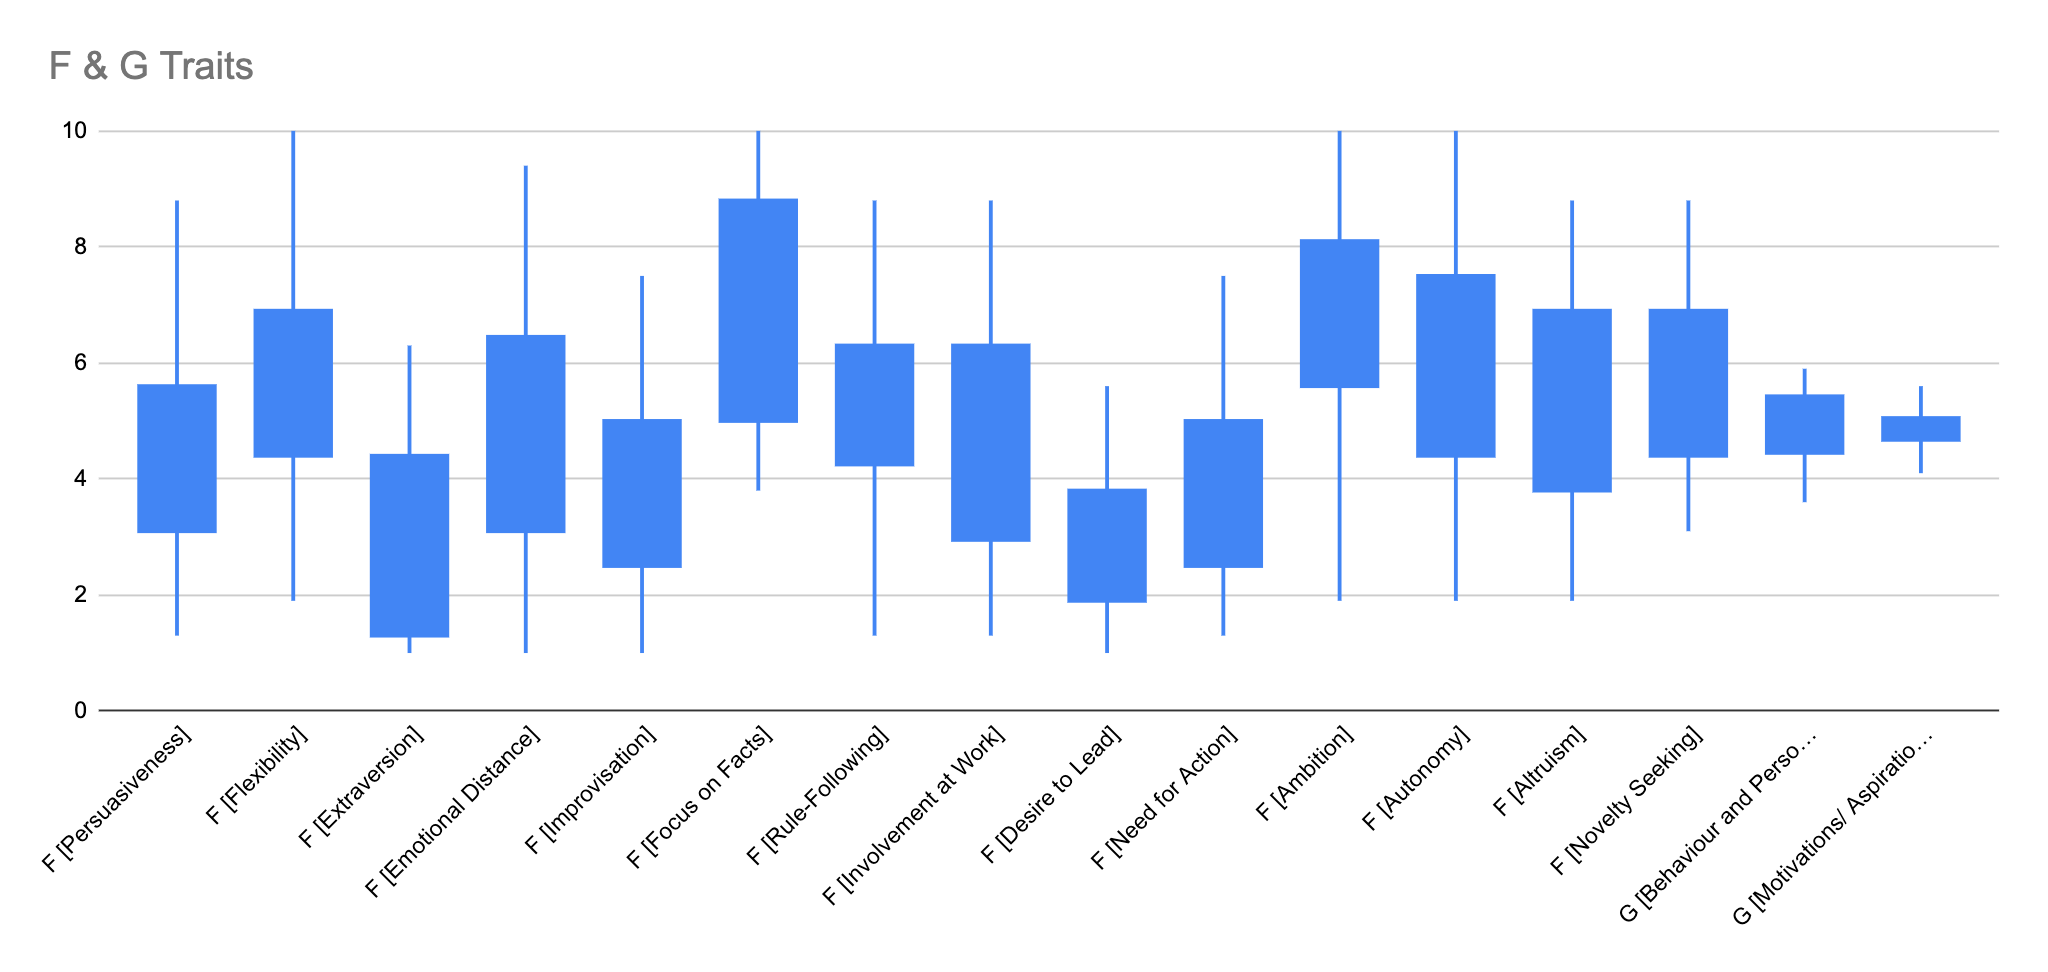 F & G Traits
10
8
6
4
2
0
F [Persuasiveness]
F [Flexibility]
F [Extraversion]
F [Emotional Distance]
F [Improvisation]
F [Focus on Facts]
F [Rule-Following]
F [Involvement at Work]
F [Desire to Lead]
F [Need for Action]
F [Ambition]
F [Autonomy]
F [Altruism]
F [Novelty Seeking]
G [Behaviour and Perso…
G [Motivations/ Aspiratio…